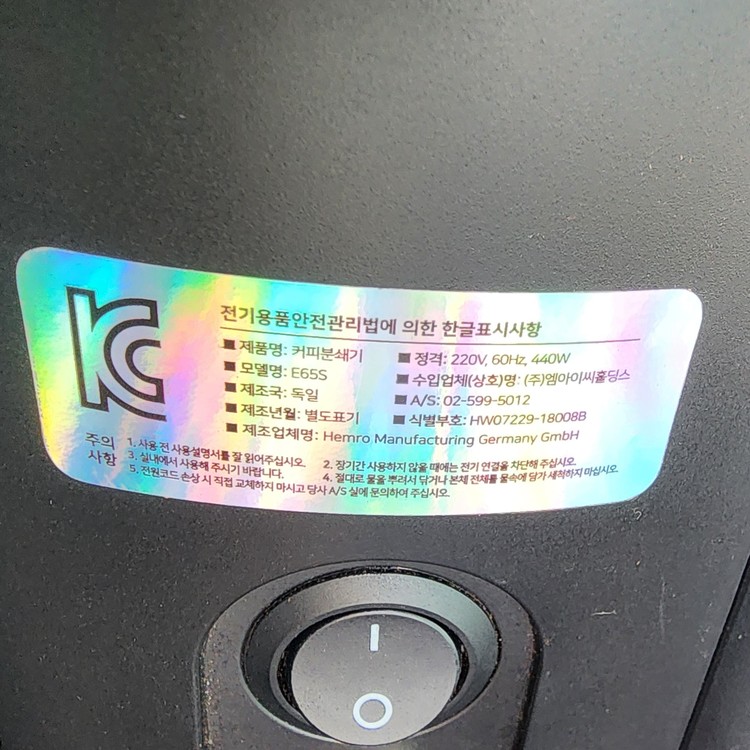 KC
전기용품안전관리법에 의한 한글표시사항
■ 제품명: 커피분쇄기
■ 모델명: E65S
■ 제조국: 독일
■ 제조년월: 별도표기
■ 제조업체명: Hemro Manufacturing Germany GmbH
■ 정격: 220V, 60Hz, 440W
■ 수입업체(상호)명: (주)엠아이씨홀딩스
■ A/S: 02-599-5012
■ 식별부호: HW07229-18008B
주의
사항
1. 사용 전 사용설명서를 잘 읽어주십시오.
2. 장기간 사용하지 않을 때에는 전기 연결을 차단해 주십시오.
3. 실내에서 사용해 주시기 바랍니다.
4. 절대로 물을 뿌려서 닦거나 본체 전체를 물속에 담가 세척하지 마십시오.
5. 전원코드 손상 시 직접 교체하지 마시고 당사 A/S 실에 문의하여 주십시오.